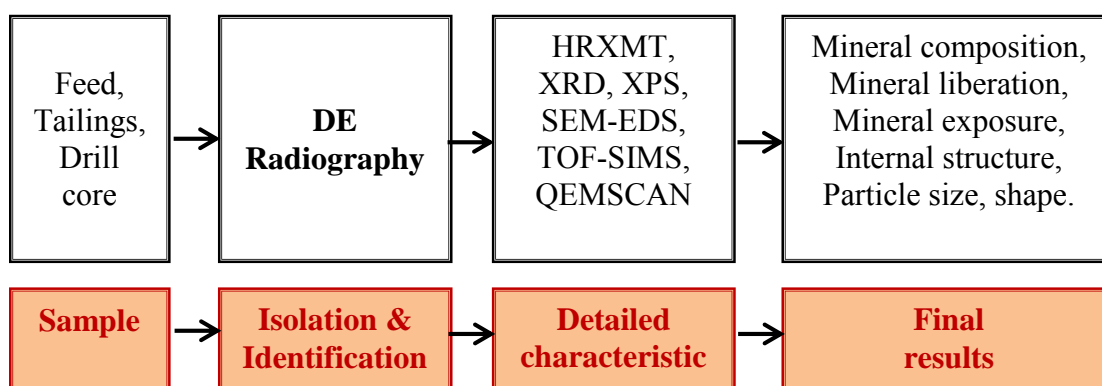 Feed,
Tailings,
Drill
core
DE
Radiography
HRXMT,
XRD, XPS,
SEM-EDS,
TOF-SIMS,
QEMSCAN
Mineral composition,
Mineral liberation,
Mineral exposure,
Internal structure,
Particle size, shape.
Sample
Isolation &
Identification
Detailed
characteristic
Final
results